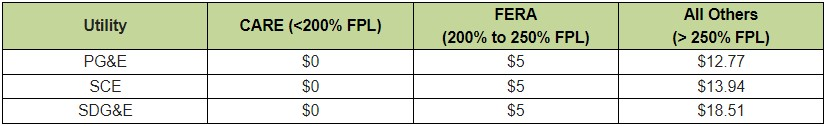 Utility CARE (<200% FPL) FERA (200% to 250% FPL) All Others (> 250% FPL)
PG&E $0 $5 $12.77
SCE $0 $5 $13.94
SDG&E $0 $5 $18.51